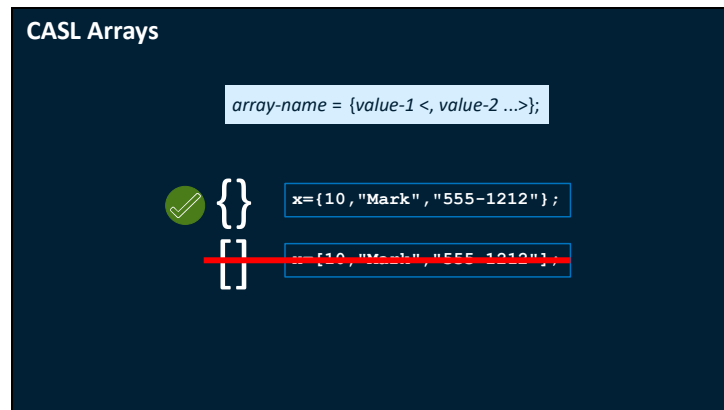 CASL Arrays
array-name = {value-1 <, value-2 ...>};
{} x={10,"Mark","555-1212"};
[] x=[10,"Mark","555-1212"];